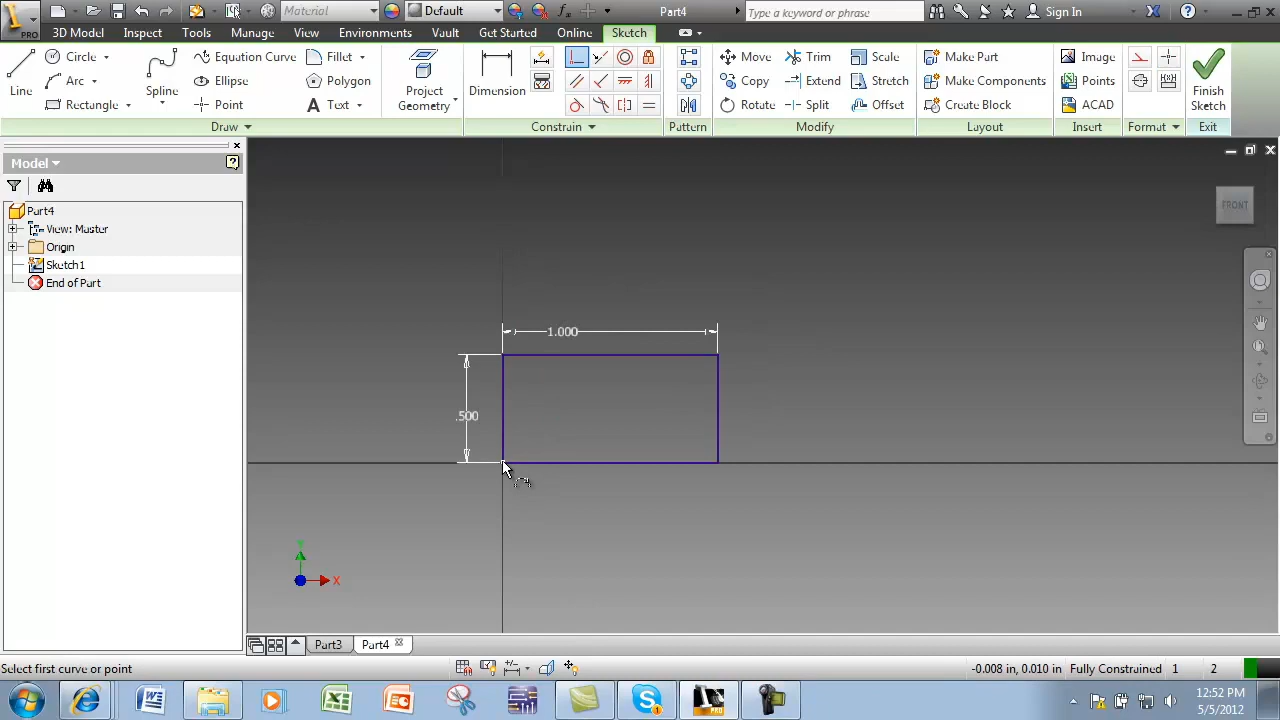 Material
Default
Part4
Type a keyword or phrase
Sign In
PRO
3D Model
Inspect
Tools
Manage
View
Environments
Vault
Get Started
Online
Sketch
Line
Circle
Arc
Rectangle
Spline
Equation Curve
Ellipse
Point
Fillet
Polygon
Text
Project
Geometry
Dimension
Move
Copy
Rotate
Trim
Extend
Split
Scale
Stretch
Offset
Make Part
Make Components
Create Block
Image
Points
ACAD
Finish
Sketch
Draw
Constrain
Pattern
Modify
Layout
Insert
Format
Exit
Model
Part4
View: Master
Origin
Sketch1
End of Part
FRONT
1.000
.500
Y
X
Part3
Part4
Select first curve or point
-0.008 in, 0.010 in
Fully Constrained
1
2
PRO
12:52 PM
5/5/2012